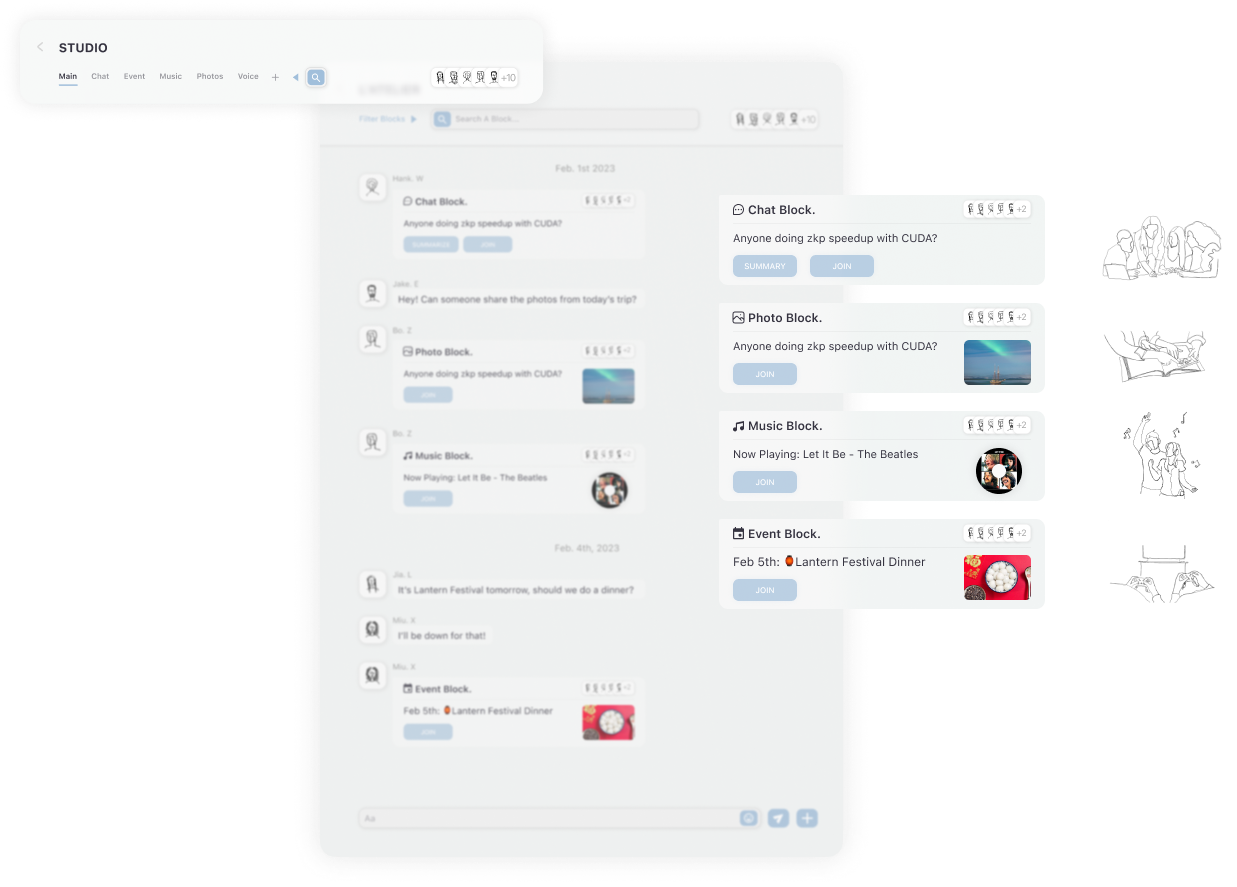 STUDIO
Main Chat Event Music Photos Voice +10
Filter Blocks Search A Block... +10
Feb. 1st 2023
Hank. W
Chat Block. +2
Anyone doing zkp speedup with CUDA?
SUMMARIZE JOIN
Jake. E
Hey! Can someone share the photos from today's trip?
Bo. Z
Photo Block. +2
Anyone doing zkp speedup with CUDA?
JOIN
Bo. Z
Music Block. +2
Now Playing: Let It Be - The Beatles
JOIN
Feb. 4th, 2023
Jia. L
It's Lantern Festival tomorrow, should we do a dinner?
Miu. X
I'll be down for that!
Miu. X
Event Block. +2
Feb 5th: 🏮Lantern Festival Dinner
JOIN
Aa
Chat Block. +2
Anyone doing zkp speedup with CUDA?
SUMMARY JOIN
Photo Block. +2
Anyone doing zkp speedup with CUDA?
JOIN
Music Block. +2
Now Playing: Let It Be - The Beatles
JOIN
Event Block. +2
Feb 5th: 🏮Lantern Festival Dinner
JOIN